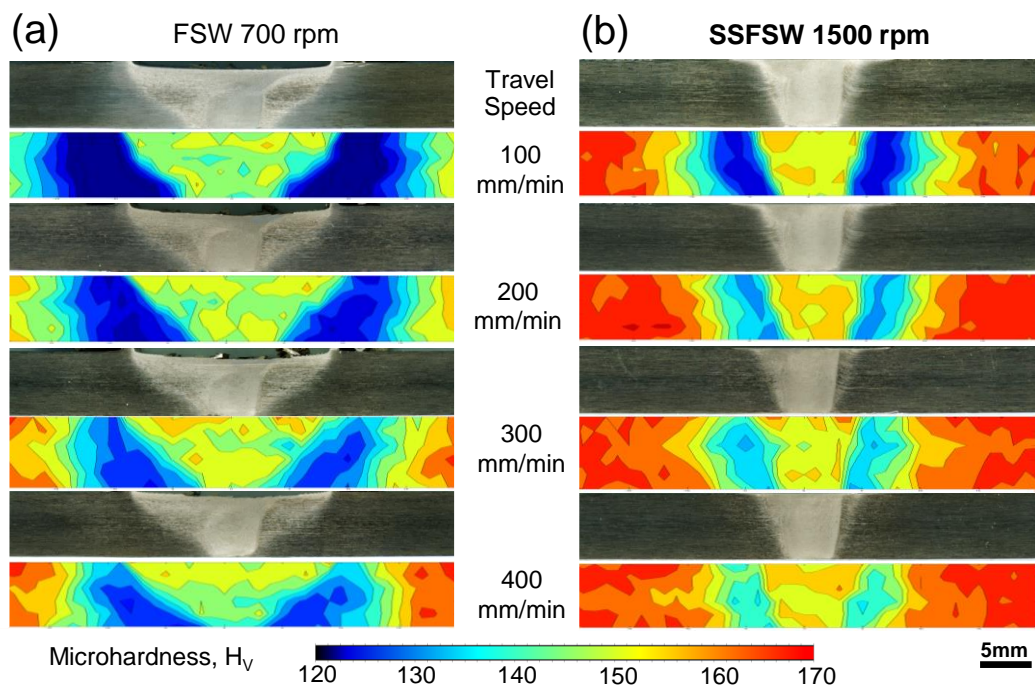 (a)
FSW 700 rpm
(b)
SSFSW 1500 rpm
Travel
Speed
100
mm/min
200
mm/min
300
mm/min
400
mm/min
Microhardness, HV
120 130 140 150 160 170
5mm